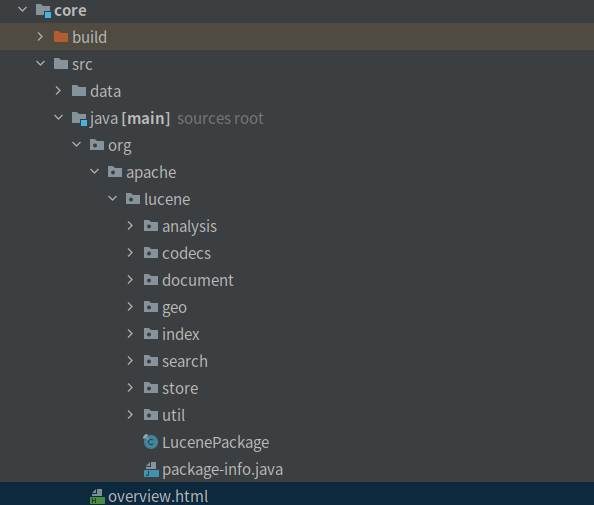 core
build
src
data
java [main] sources root
org
apache
lucene
analysis
codecs
document
geo
index
search
store
util
LucenePackage
package-info.java
overview.html